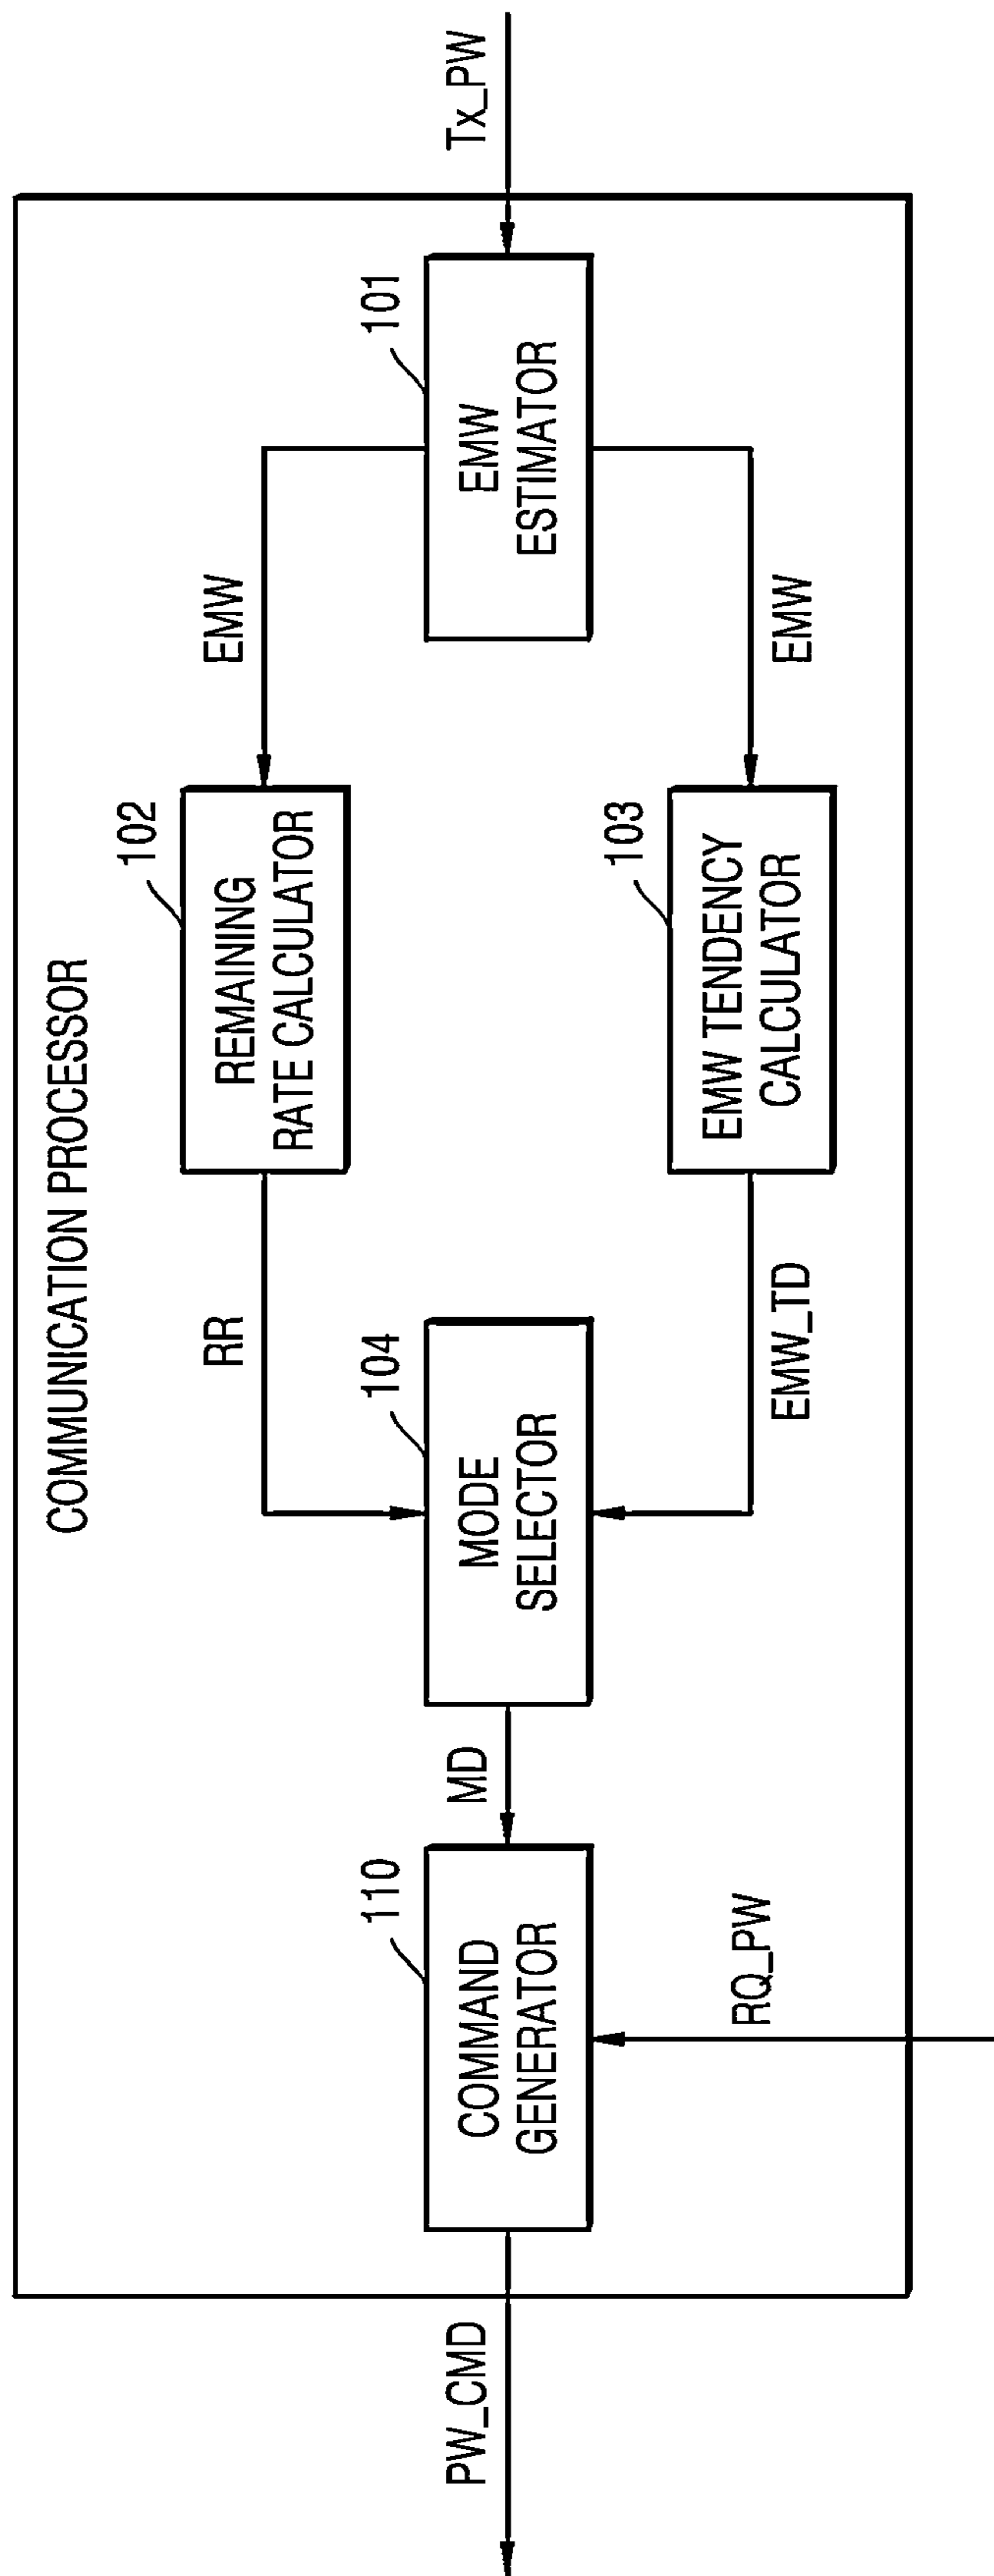 COMMUNICATION PROCESSOR
PW_CMD
110
COMMAND
GENERATOR
RQ_PW
MD
104
MODE
SELECTOR
RR
EMW_TD
102
REMAINING
RATE CALCULATOR
103
EMW TENDENCY
CALCULATOR
EMW
EMW
101
EMW
ESTIMATOR
Tx_PW